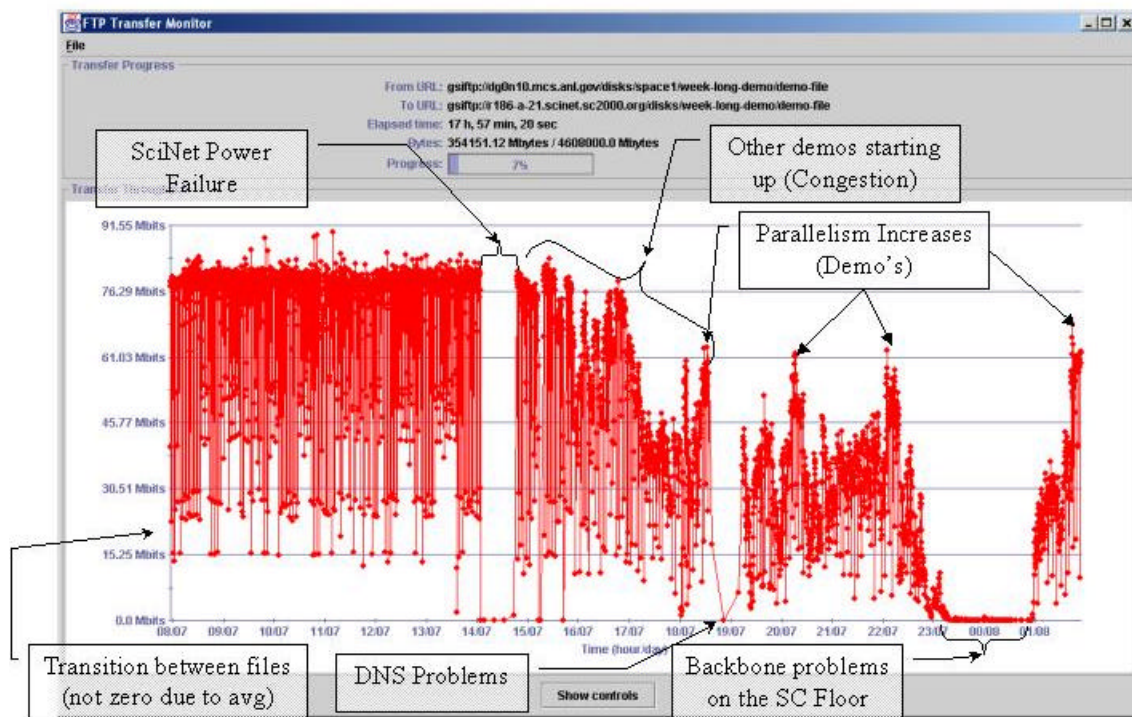 FTP Transfer Monitor
File
Transfer Progress
From URL: gsiftp://dg0n10.mcs.anl.gov/disks/space1/week-long-demo/demo-file
To URL: gsiftp://r186-a-21.scinet.sc2000.org/disks/week-long-demo/demo-file
Elapsed time: 17 h, 57 min, 20 sec
Bytes: 354151.12 Mbytes / 4608000.0 Mbytes
Progress: 7%
SciNet Power
Failure
Other demos starting
up (Congestion)
Parallelism Increases
(Demo's)
Transfer
91.55 Mbits
76.29 Mbits
61.03 Mbits
45.77 Mbits
30.51 Mbits
15.25 Mbits
0.0 Mbits
08/07 09/07 10/07 11/07 12/07 13/07 14/07 15/07 16/07 17/07 18/07 19/07 20/07 21/07 22/07 23/07 00/08 01/08
Time (hour/day)
Transition between files
(not zero due to avg)
DNS Problems
Backbone problems
on the SC Floor
Show controls